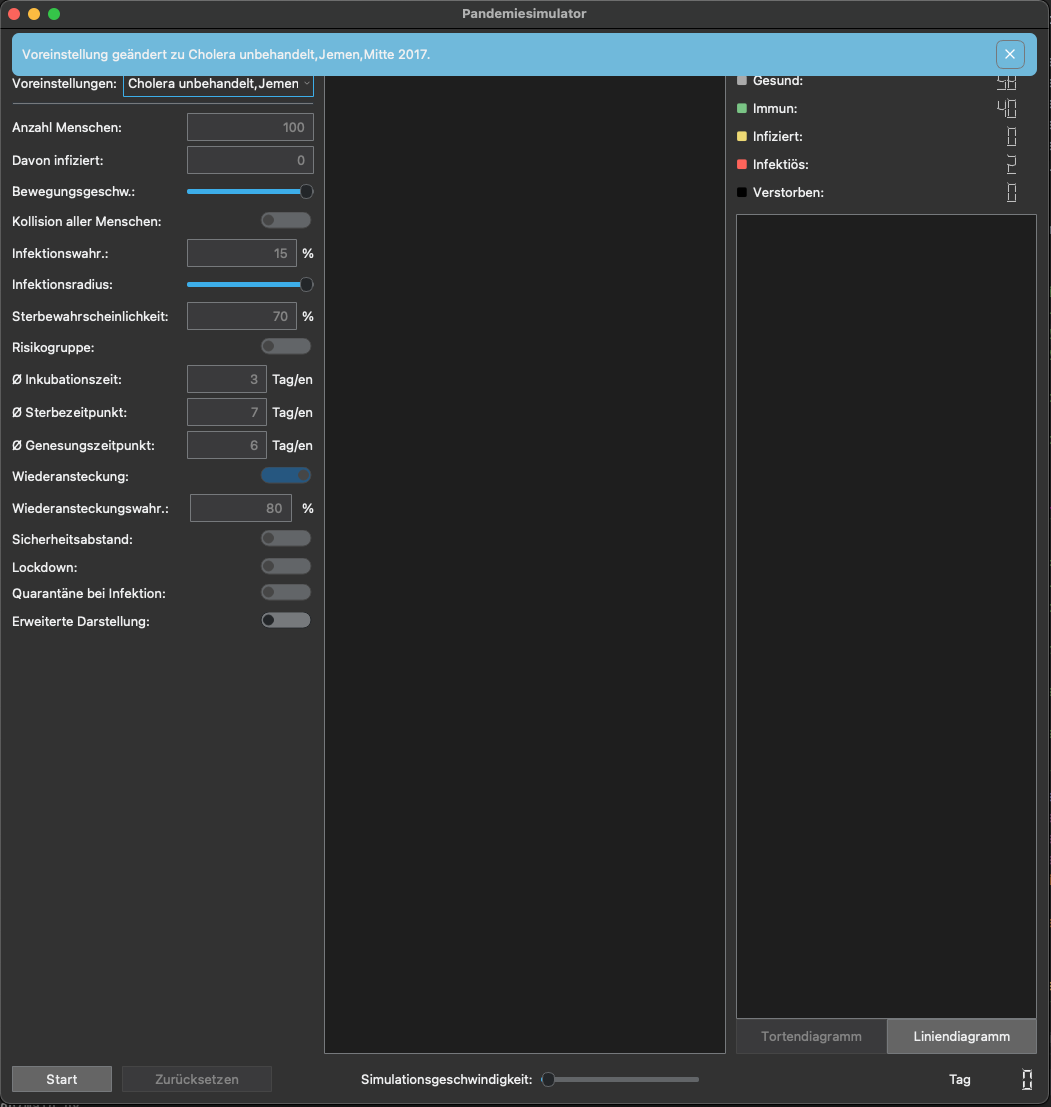 Pandemiesimulator
Voreinstellung geändert zu Cholera unbehandelt,Jemen,Mitte 2017.
Voreinstellungen: Cholera unbehandelt,Jemen
Anzahl Menschen: 100
Davon infiziert: 0
Bewegungsgeschw.:
Kollision aller Menschen:
Infektionswahr.: 15 %
Infektionsradius:
Sterbewahrscheinlichkeit: 70 %
Risikogruppe:
Ø Inkubationszeit: 3 Tag/en
Ø Sterbezeitpunkt: 7 Tag/en
Ø Genesungszeitpunkt: 6 Tag/en
Wiederansteckung:
Wiederansteckungswahr.: 80 %
Sicherheitsabstand:
Lockdown:
Quarantäne bei Infektion:
Erweiterte Darstellung:
Gesund: 58
Immun: 40
Infiziert: 0
Infektiös: 2
Verstorben: 0
Tortendiagramm Liniendiagramm
Start Zurücksetzen Simulationsgeschwindigkeit: Tag 0